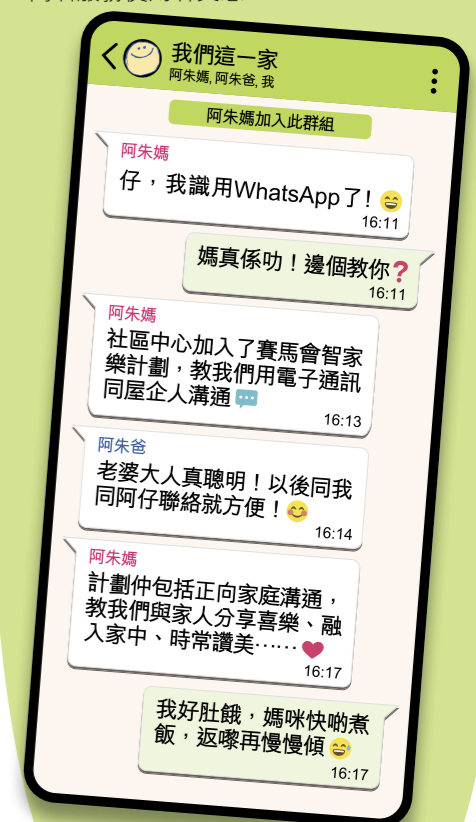 我們這一家
阿朱媽, 阿朱爸, 我
阿朱媽加入此群組
阿朱媽
仔，我識用WhatsApp了!😄
16:11
媽真係叻！邊個教你❓
16:11
阿朱媽
社區中心加入了賽馬會智家
樂計劃，教我們用電子通訊
同屋企人溝通💬
16:13
阿朱爸
老婆大人真聰明！以後同我
同阿仔聯絡就方便！😊
16:14
阿朱媽
計劃仲包括正向家庭溝通，
教我們與家人分享喜樂、融
入家中、時常讚美⋯⋯❤️
16:17
我好肚餓，媽咪快啲煮
飯，返嚟再慢慢傾😅
16:17